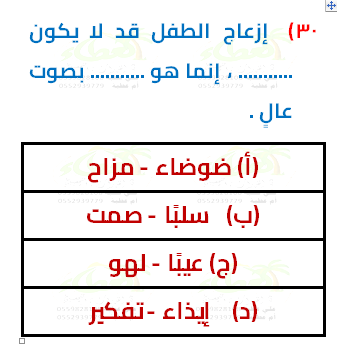 ٣٠) إزعاج الطفل قد لا يكون
........... ، إنما هو ........... بصوت
عالٍ .
(أ) ضوضاء - مزاح
(ب) سلبًا - صمت
(ج) عيبًا - لهو
(د) إيذاء - تفكير